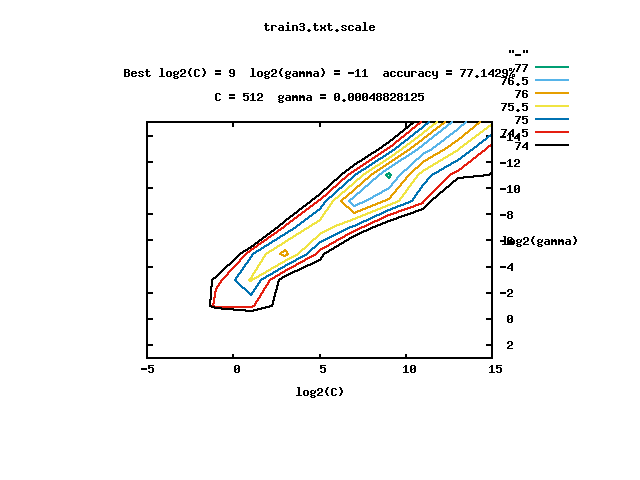 train3.txt.scale
"-"
Best log2(C) = 9  log2(gamma) = -11  accuracy = 77.1429%
77
76.5
C = 512  gamma = 0.00048828125
76
75.5
75
74.5
74
-14
-12
-10
-8
-6
log2(gamma)
-4
-2
0
2
-5 0 5 10 15
log2(C)